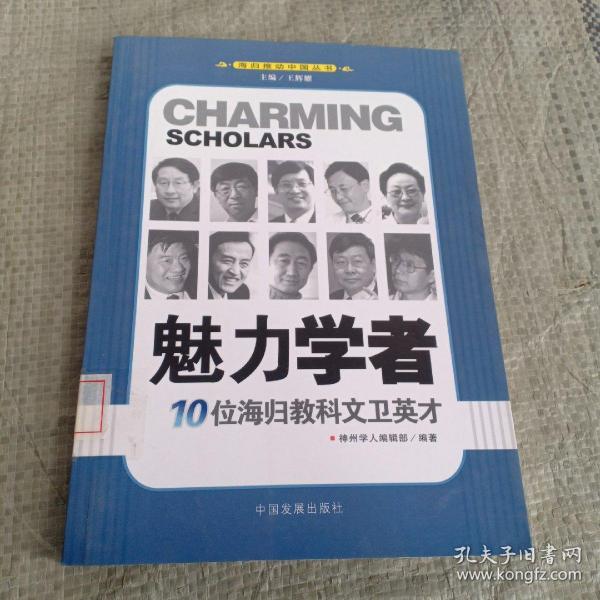 海归推动中国丛书
主编／王辉耀
CHARMING
SCHOLARS
魅力学者
10位海归教科文卫英才
神州学人编辑部／编著
中国发展出版社
孔夫子旧书网
www.kongfz.com